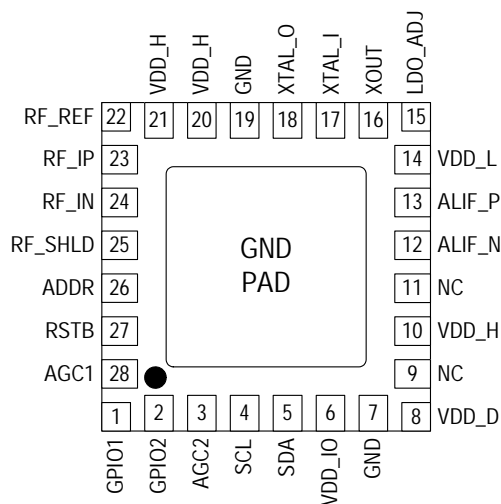 VDD_H
VDD_H
GND
XTAL_O
XTAL_I
XOUT
LDO_ADJ
RF_REF 22 21 20 19 18 17 16 15
RF_IP 23 14 VDD_L
RF_IN 24 13 ALIF_P
RF_SHLD 25 12 ALIF_N
GND
PAD
ADDR 26 11 NC
RSTB 27 10 VDD_H
AGC1 28 9 NC
1 2 3 4 5 6 7 8 VDD_D
GPIO1
GPIO2
AGC2
SCL
SDA
VDD_IO
GND